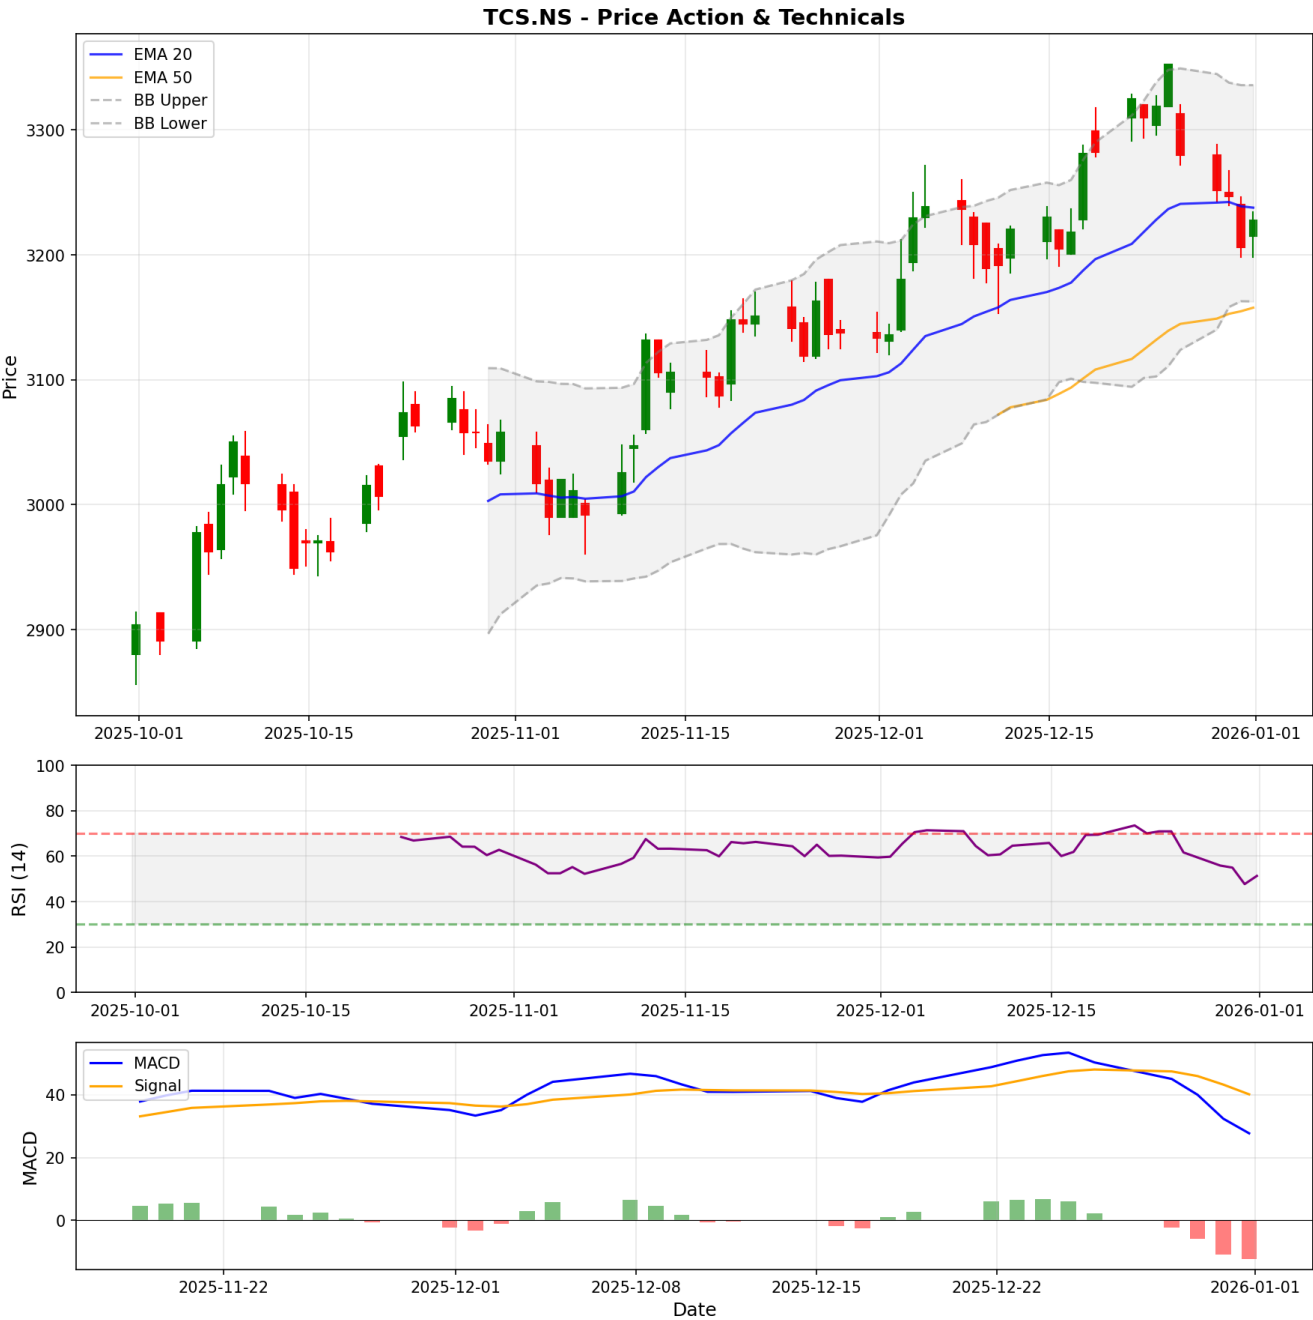 TCS.NS - Price Action & Technicals
EMA 20
EMA 50
BB Upper
BB Lower
Price
3300
3200
3100
3000
2900
2025-10-01 2025-10-15 2025-11-01 2025-11-15 2025-12-01 2025-12-15 2026-01-01
RSI (14)
100
80
60
40
20
0
2025-10-01 2025-10-15 2025-11-01 2025-11-15 2025-12-01 2025-12-15 2026-01-01
MACD
Signal
MACD
40
20
0
2025-11-22 2025-12-01 2025-12-08 2025-12-15 2025-12-22 2026-01-01
Date